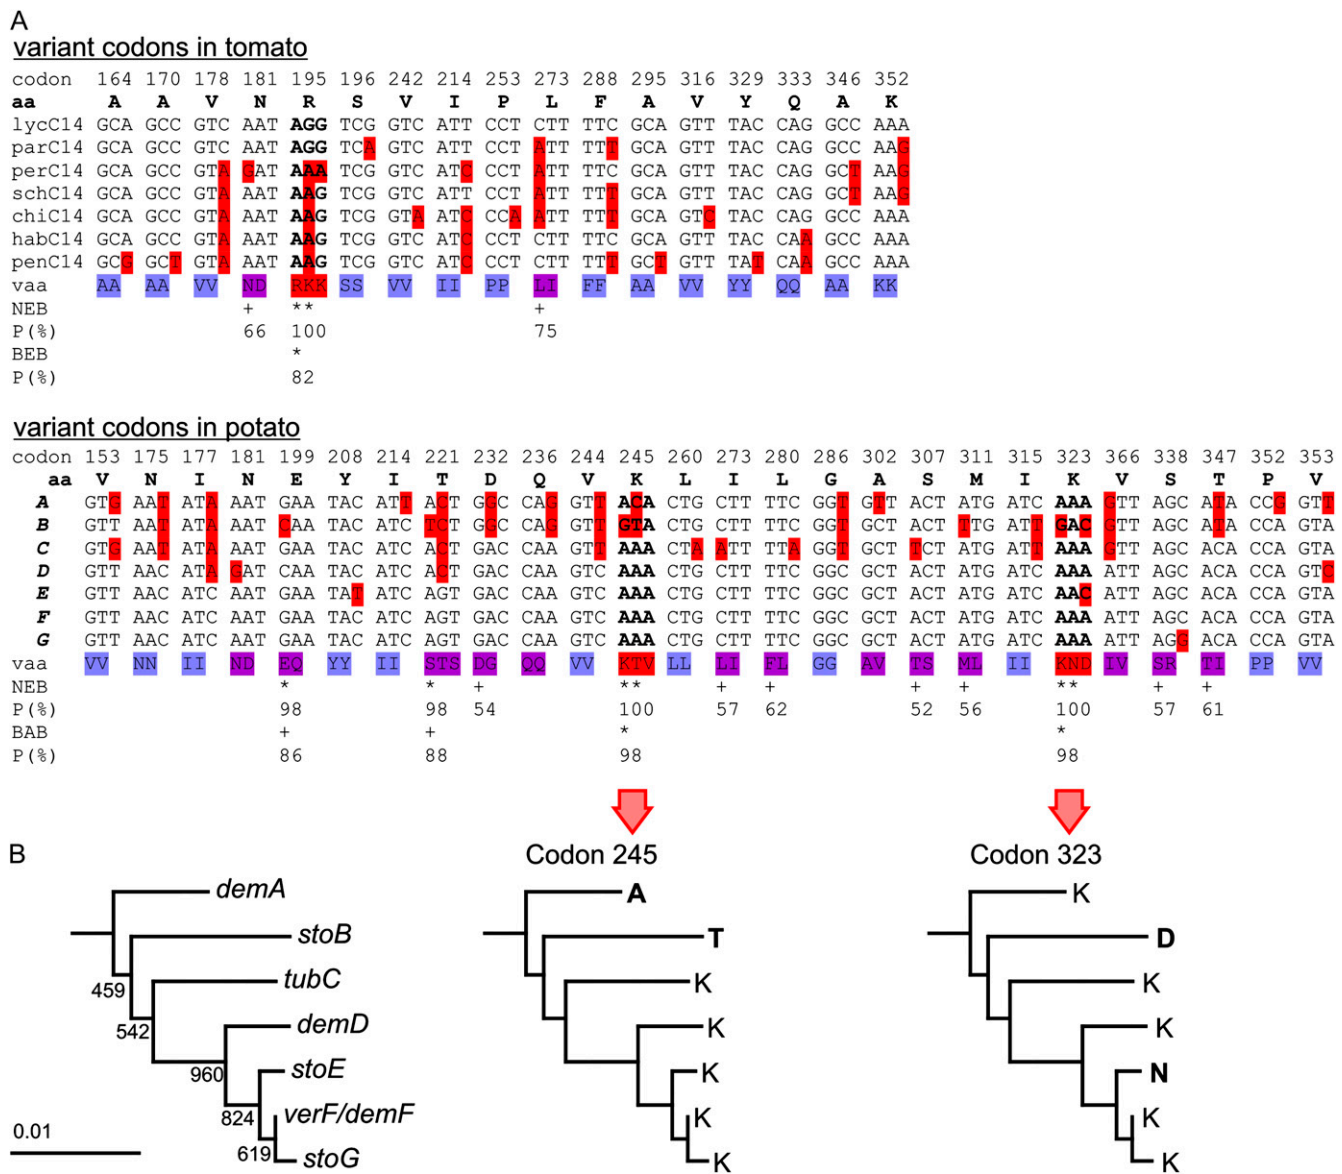 A
variant codons in tomato
codon 164 170 178 181 195 196 242 214 253 273 288 295 316 329 333 346 352
aa A A V N R S V I P L F A V Y Q A K
lycC14 GCA GCC GTC AAT AGG TCG GTC ATT CCT CTT TTC GCA GTT TAC CAG GCC AAA
parC14 GCA GCC GTC AAT AGG TCA GTC ATT CCT ATT TTT GCA GTT TAC CAG GCC AAG
perC14 GCA GCC GTA GAT AAA TCG GTC ATC CCT ATT TTC GCA GTT TAC CAG GCT AAG
schC14 GCA GCC GTA AAT AAG TCG GTC ATT CCT ATT TTT GCA GTT TAC CAG GCT AAG
chiC14 GCA GCC GTA AAT AAG TCG GTA ATC CCA ATT TTT GCA GTC TAC CAG GCC AAA
habC14 GCA GCC GTA AAT AAG TCG GTC ATC CCT CTT TTC GCA GTT TAC CAA GCC AAA
penC14 GCG GCT GTA AAT AAG TCG GTC ATC CCT CTT TTT GCT GTT TAT CAA GCC AAA
vaa AA AA VV ND RKK SS VV II PP LI FF AA VV YY QQ AA KK
NEB + ** +
P(%) 66 100 75
BEB *
P(%) 82
variant codons in potato
codon 153 175 177 181 199 208 214 221 232 236 244 245 260 273 280 286 302 307 311 315 323 366 338 347 352 353
aa V N I N E Y I T D Q V K L I L G A S M I K V S T P V
A GTG AAT ATA AAT GAA TAC ATT ACT GGC CAG GTT ACA CTG CTT TTC GGT GTT ACT ATG ATC AAA GTT AGC ATA CCG GTT
B GTT AAT ATA AAT CAA TAC ATC TCT GGC CAG GTT GTA CTG CTT TTC GGT GCT ACT TTG ATT GAC GTT AGC ATA CCA GTA
C GTG AAT ATA AAT GAA TAC ATC ACT GAC CAA GTT AAA CTA ATT TTA GGT GCT TCT ATG ATT AAA GTT AGC ACA CCA GTA
D GTT AAC ATA GAT CAA TAC ATC ACT GAC CAA GTC AAA CTG CTT TTC GGC GCT ACT ATG ATC AAA ATT AGC ACA CCA GTC
E GTT AAC ATC AAT GAA TAT ATC AGT GAC CAA GTC AAA CTG CTT TTC GGC GCT ACT ATG ATC AAC ATT AGC ACA CCA GTA
F GTT AAC ATC AAT GAA TAC ATC AGT GAC CAA GTC AAA CTG CTT TTC GGC GCT ACT ATG ATC AAA ATT AGC ACA CCA GTA
G GTT AAC ATC AAT GAA TAC ATC AGT GAC CAA GTC AAA CTG CTT TTC GGC GCT ACT ATG ATC AAA ATT AGG ACA CCA GTA
vaa VV NN II ND EQ YY II STS DG QQ VV KTV LL LI FL GG AV TS ML II KND IV SR TI PP VV
NEB * * + ** + + + + ** + +
P(%) 98 98 54 100 57 62 52 56 100 57 61
BAB + + * *
P(%) 86 88 98 98
B
Codon 245
Codon 323
demA A K
stoB T D
459
tubC K K
542
demD K K
960
stoE K N
824
verF/demF K K
0.01
619
stoG K K